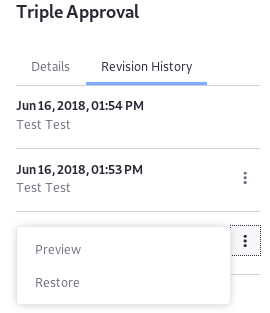 Triple Approval
Details
Revision History
Jun 16, 2018, 01:54 PM
Test Test
Jun 16, 2018, 01:53 PM
Test Test
Preview
Restore